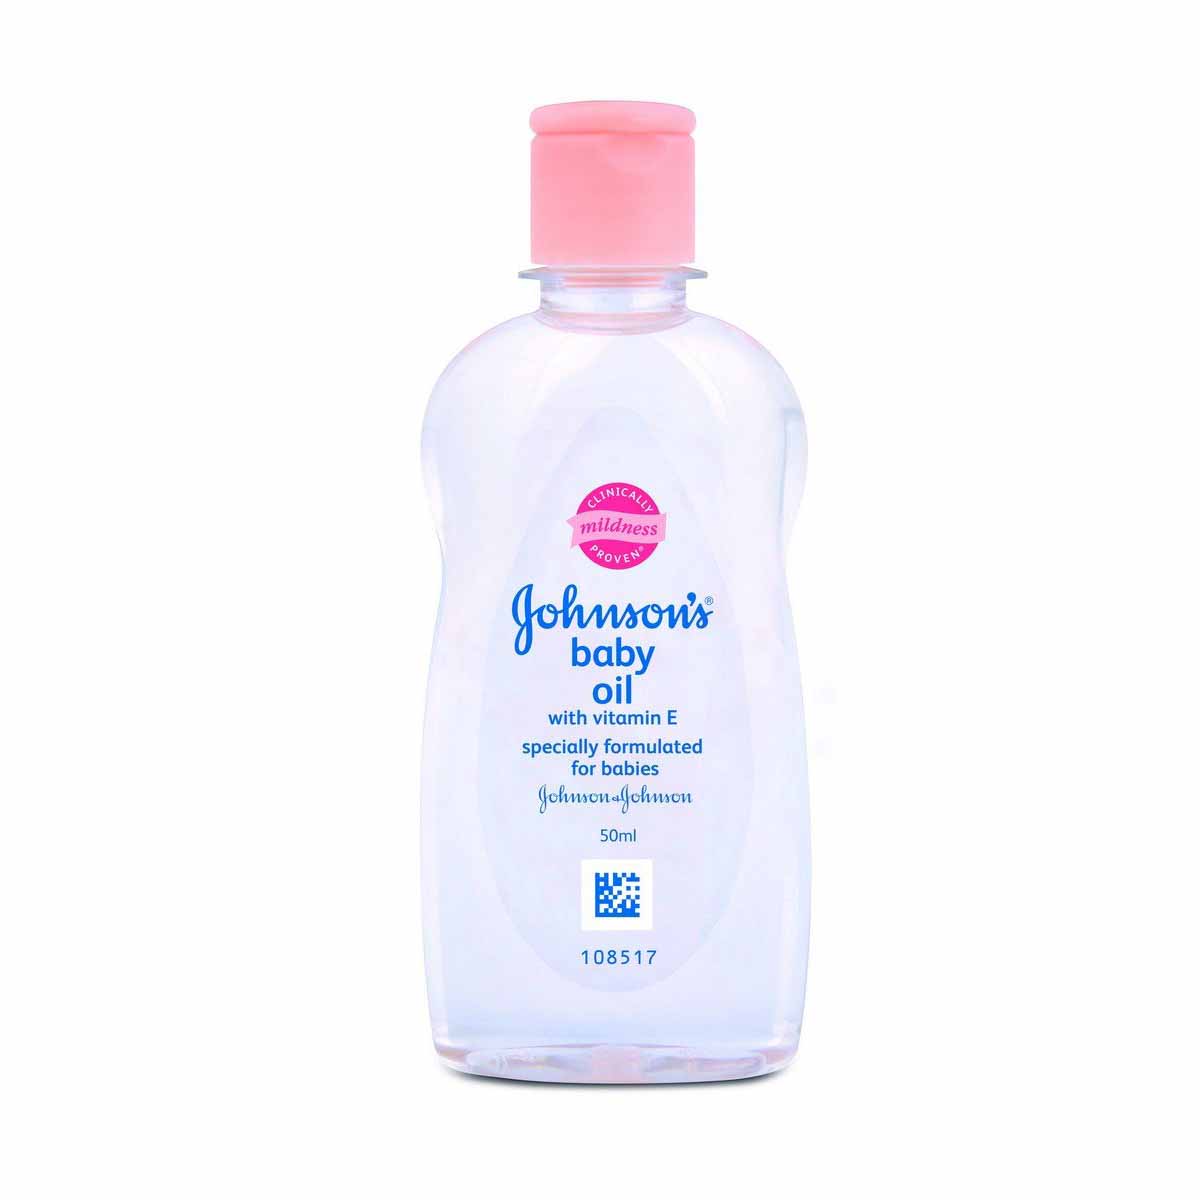 CLINICALLY
mildness
PROVEN®
Johnson's®
baby
oil
with vitamin E
specially formulated
for babies
Johnson & Johnson
50ml
108517